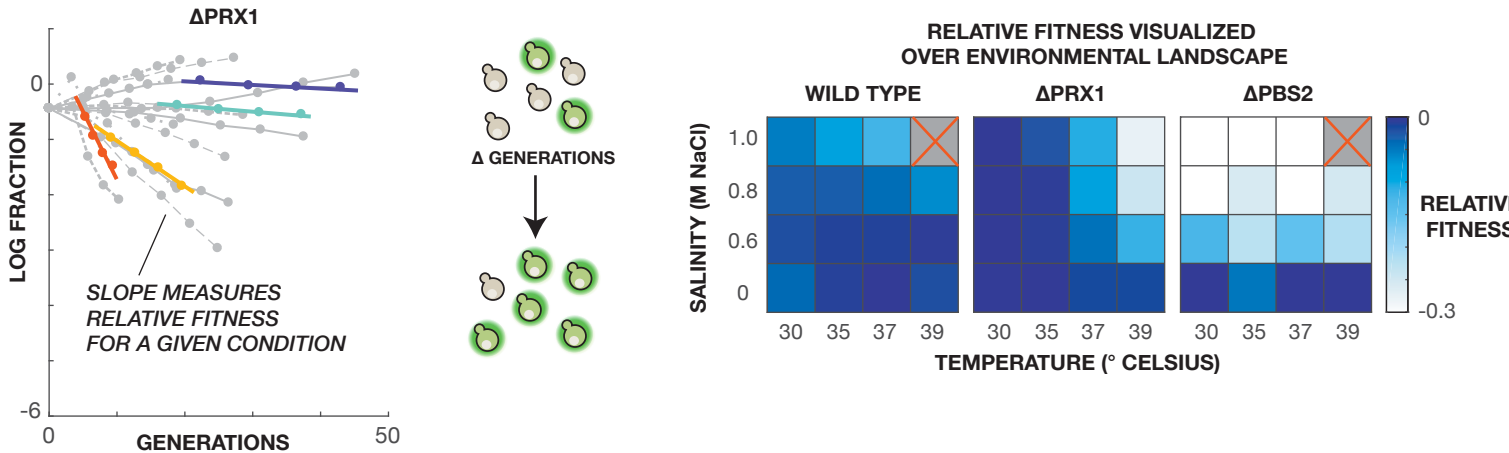 ΔPRX1
0
LOG FRACTION
SLOPE MEASURES
RELATIVE FITNESS
FOR A GIVEN CONDITION
-6
0
50
GENERATIONS
Δ GENERATIONS
RELATIVE FITNESS VISUALIZED
OVER ENVIRONMENTAL LANDSCAPE
WILD TYPE
ΔPRX1
ΔPBS2
SALINITY (M NaCl)
1.0
0.8
0.6
0
30 35 37 39
30 35 37 39
30 35 37 39
TEMPERATURE (° CELSIUS)
0
RELATIVE
FITNESS
-0.3